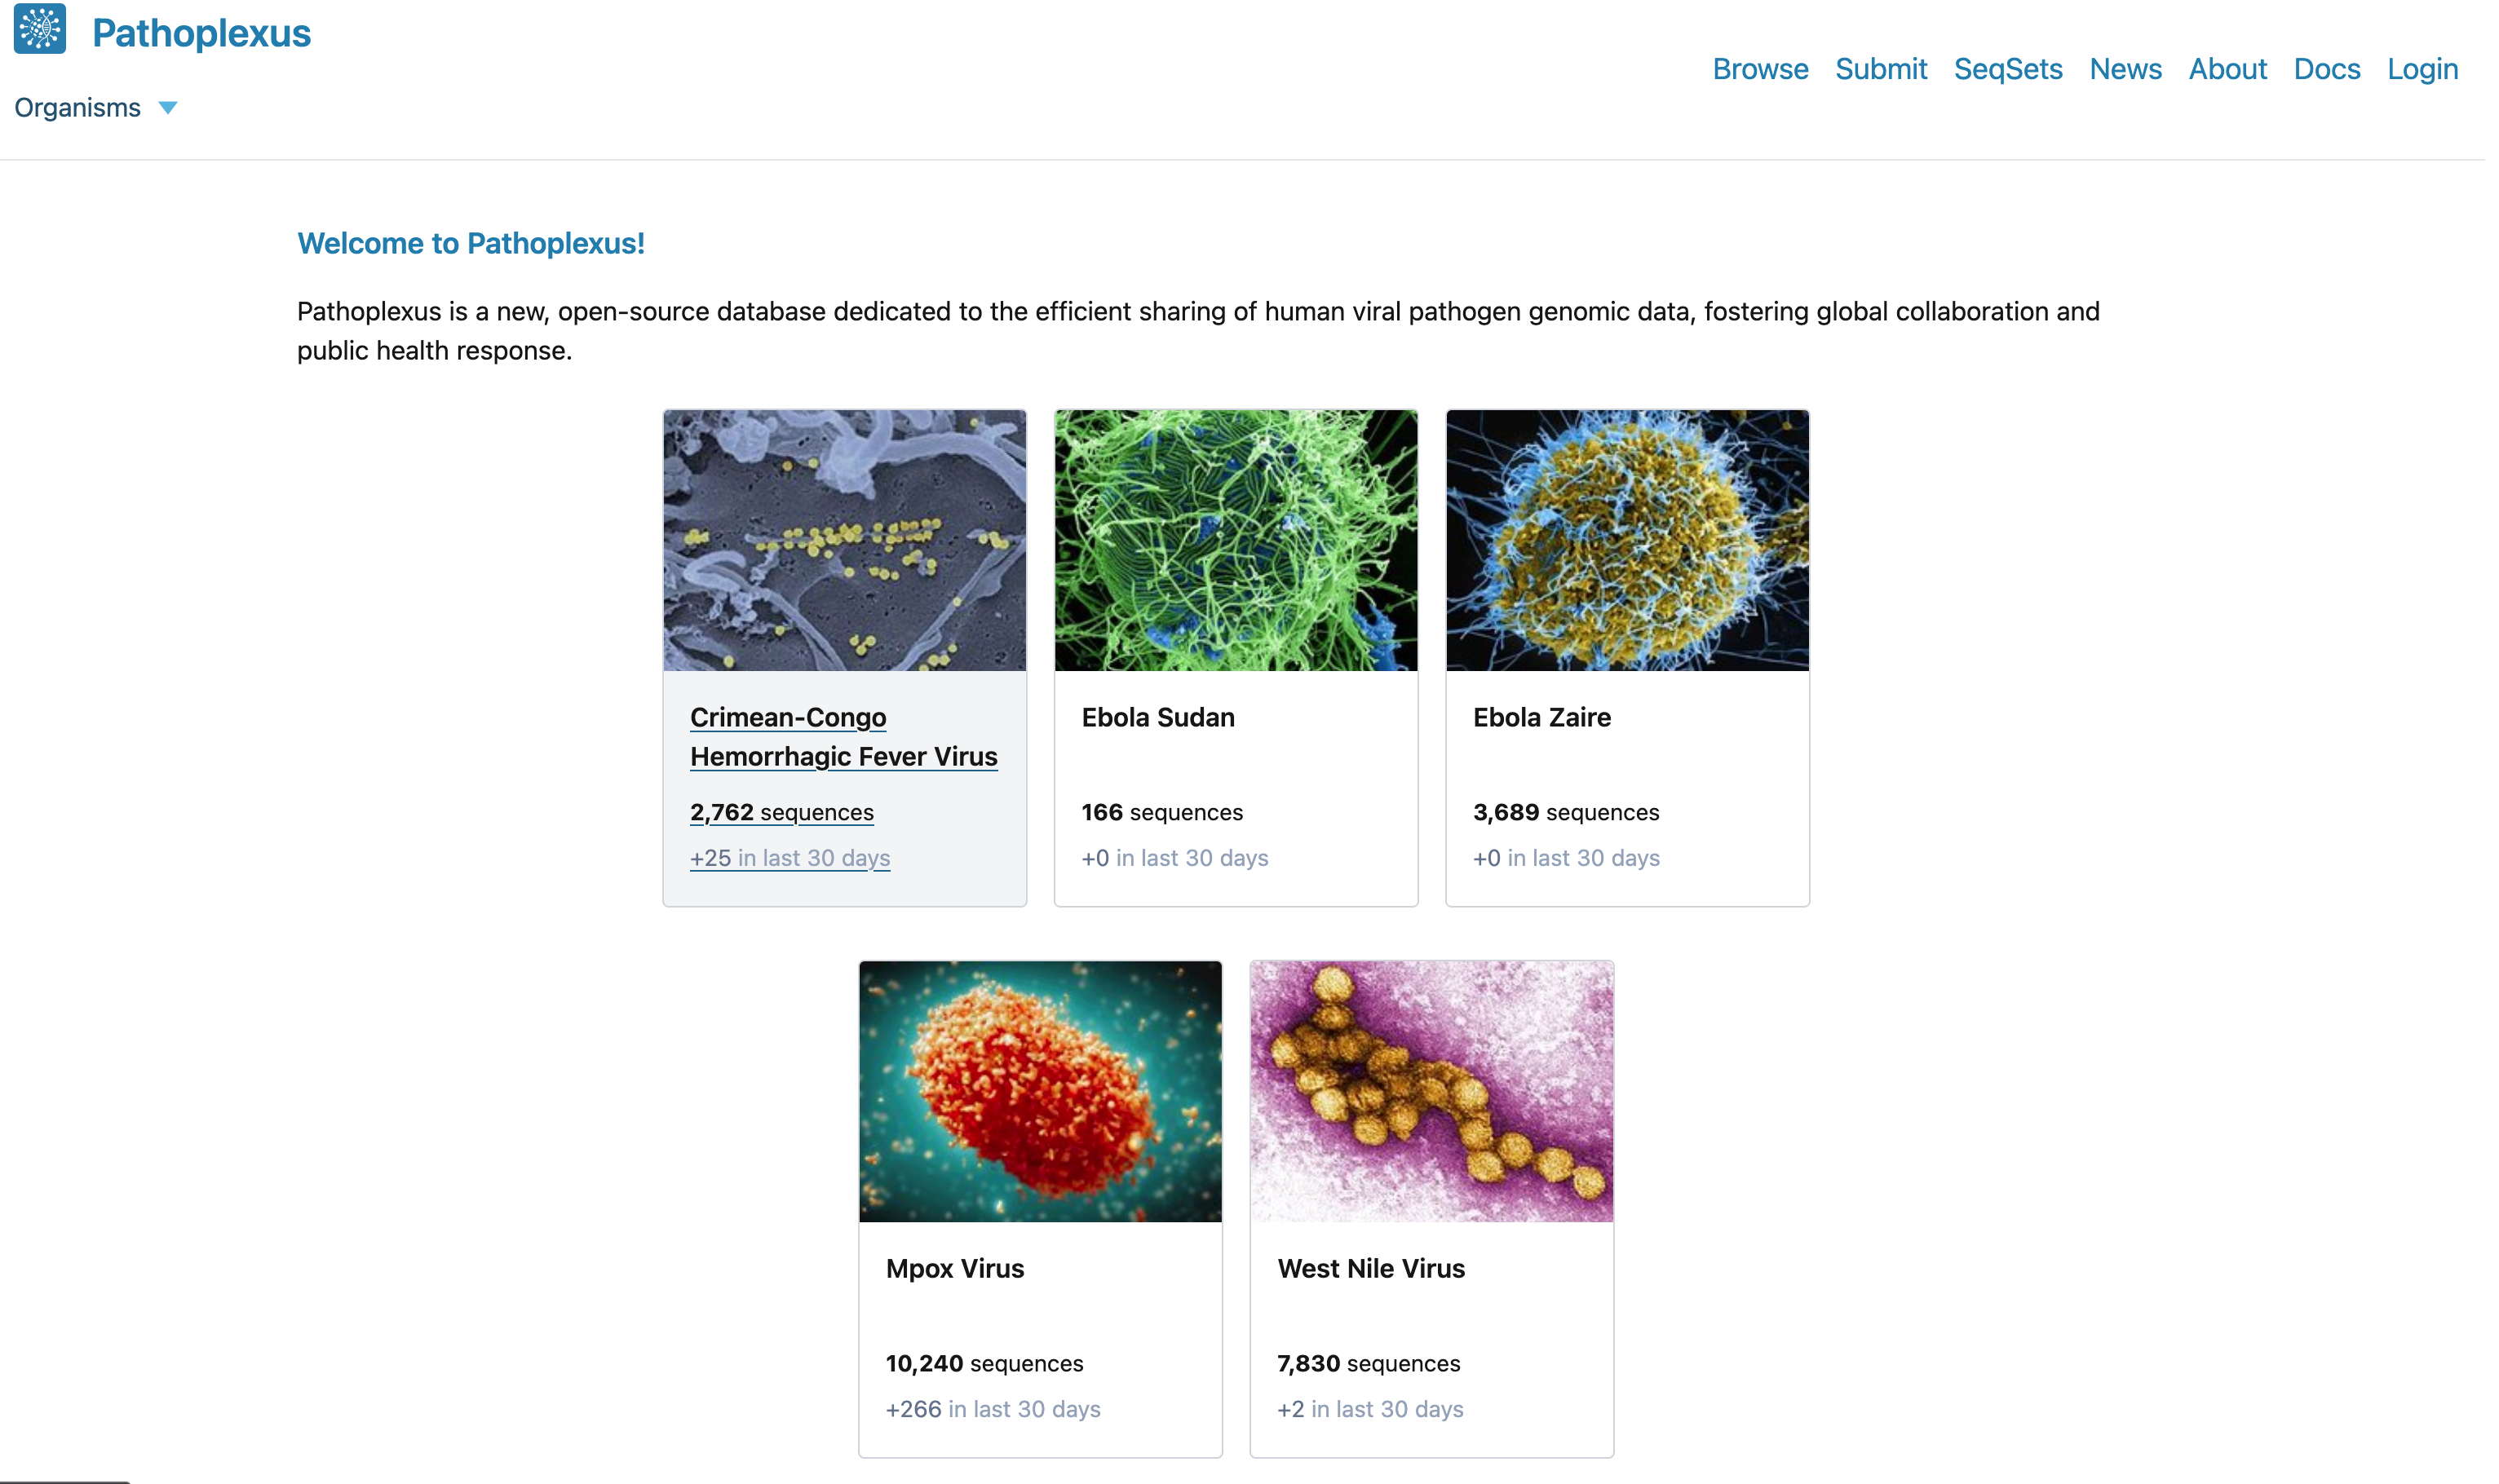 Pathoplexus
Browse Submit SeqSets News About Docs Login
Organisms
Welcome to Pathoplexus!
Pathoplexus is a new, open-source database dedicated to the efficient sharing of human viral pathogen genomic data, fostering global collaboration and
public health response.
Crimean-Congo
Hemorrhagic Fever Virus
2,762 sequences
+25 in last 30 days
Ebola Sudan
166 sequences
+0 in last 30 days
Ebola Zaire
3,689 sequences
+0 in last 30 days
Mpox Virus
10,240 sequences
+266 in last 30 days
West Nile Virus
7,830 sequences
+2 in last 30 days